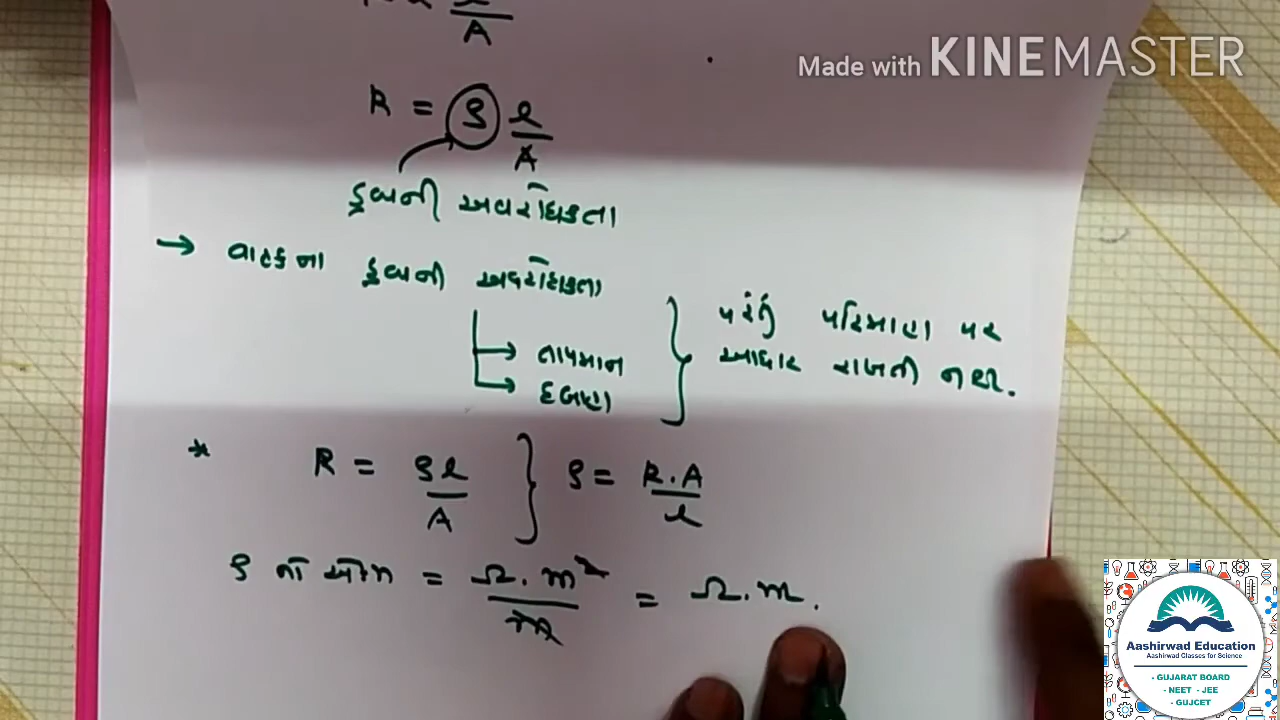 Made with KINEMASTER
A
R = ρ l
A
દ્રવ્યની અવરોધકતા
→ વાહકના દ્રવ્યની અવરોધકતા
પરંતુ પરિમાણ પર
→ તાપમાન
આધાર રાખતી નથી.
→ દબાણ
* R = ρl } ρ = R.A
A l
ρ નો એકમ = Ω.m² = Ω.m.
m
Aashirwad Education
Aashirwad Classes for Science
- GUJARAT BOARD
- NEET - JEE
- GUJCET